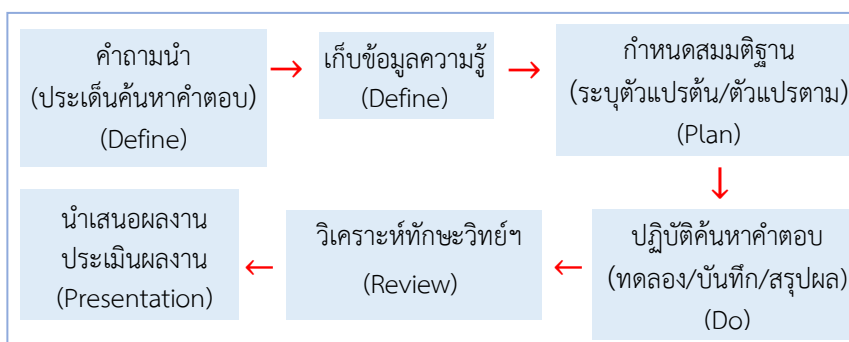 คำถามนำ
(ประเด็นค้นหาคำตอบ)
(Define)
เก็บข้อมูลความรู้
(Define)
กำหนดสมมติฐาน
(ระบุตัวแปรต้น/ตัวแปรตาม)
(Plan)
ปฏิบัติค้นหาคำตอบ
(ทดลอง/บันทึก/สรุปผล)
(Do)
วิเคราะห์ทักษะวิทย์ฯ
(Review)
นำเสนอผลงาน
ประเมินผลงาน
(Presentation)